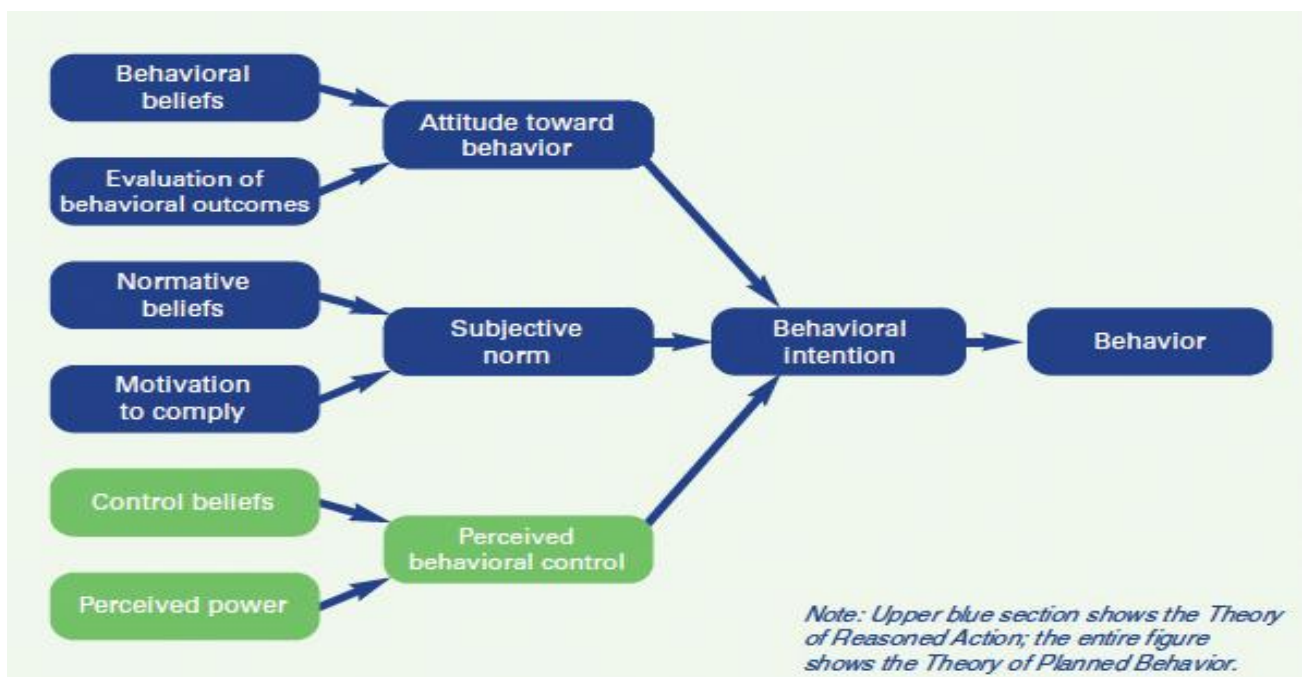 Behavioral
beliefs
Evaluation of
behavioral outcomes
Attitude toward
behavior
Normative
beliefs
Motivation
to comply
Subjective
norm
Behavioral
intention
Behavior
Control beliefs
Perceived power
Perceived
behavioral control
Note: Upper blue section shows the Theory
of Reasoned Action; the entire figure
shows the Theory of Planned Behavior.